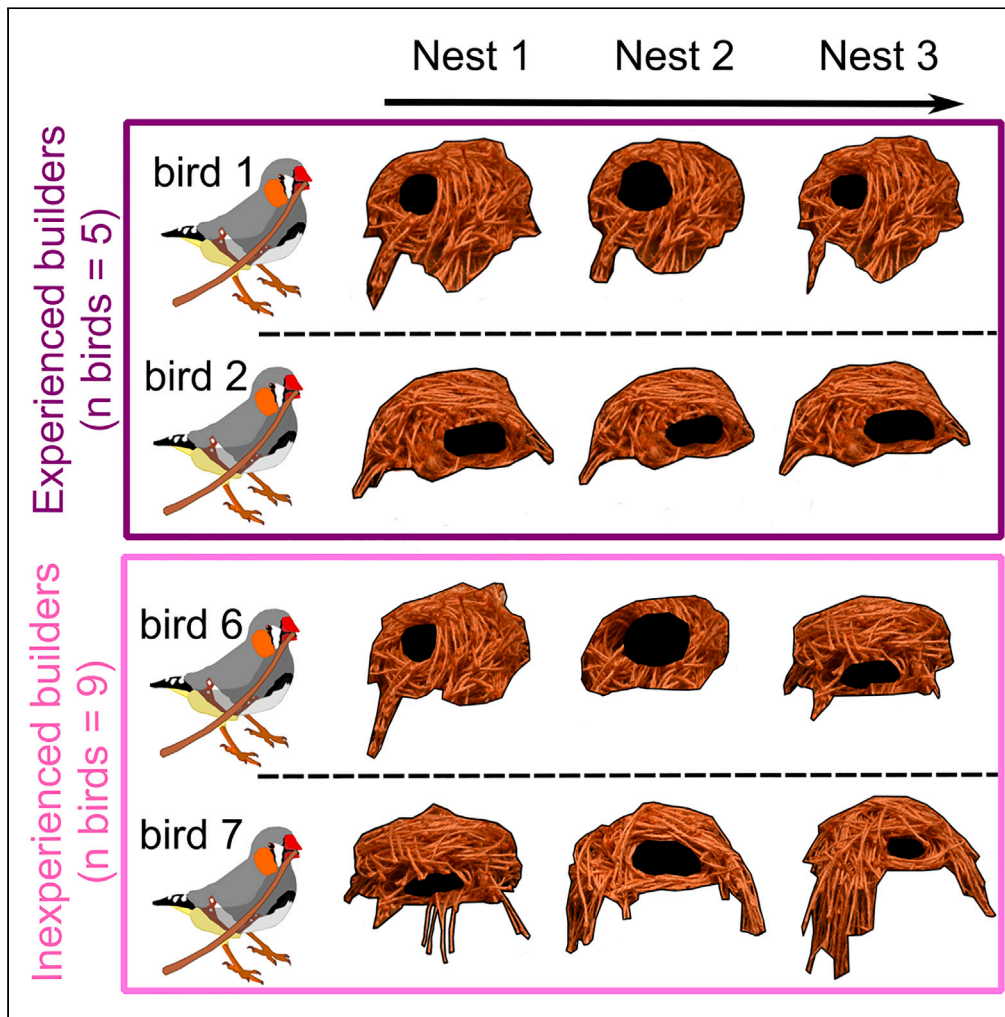 Nest 1 Nest 2 Nest 3
Experienced builders
(n birds = 5)
bird 1
bird 2
Inexperienced builders
(n birds = 9)
bird 6
bird 7